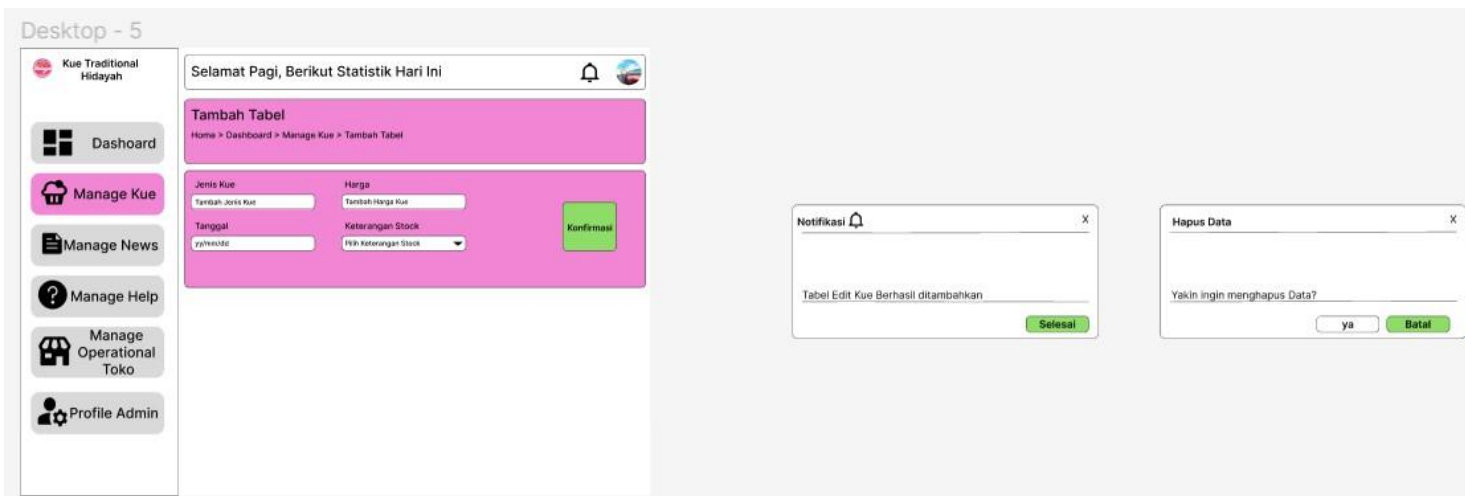 Desktop - 5
Kue Traditional
Hidayah
Dashoard
Manage Kue
Manage News
Manage Help
Manage
Operational
Toko
Profile Admin
Selamat Pagi, Berikut Statistik Hari Ini
Tambah Tabel
Home > Dashboard > Manage Kue > Tambah Tabel
Jenis Kue
Tambah Jenis Kue
Harga
Tambah Harga Kue
Tanggal
yy/mm/dd
Keterangan Stock
Pilih Keterangan Stock
Konfirmasi
Notifikasi
X
Tabel Edit Kue Berhasil ditambahkan
Selesai
Hapus Data
X
Yakin ingin menghapus Data?
ya
Batal